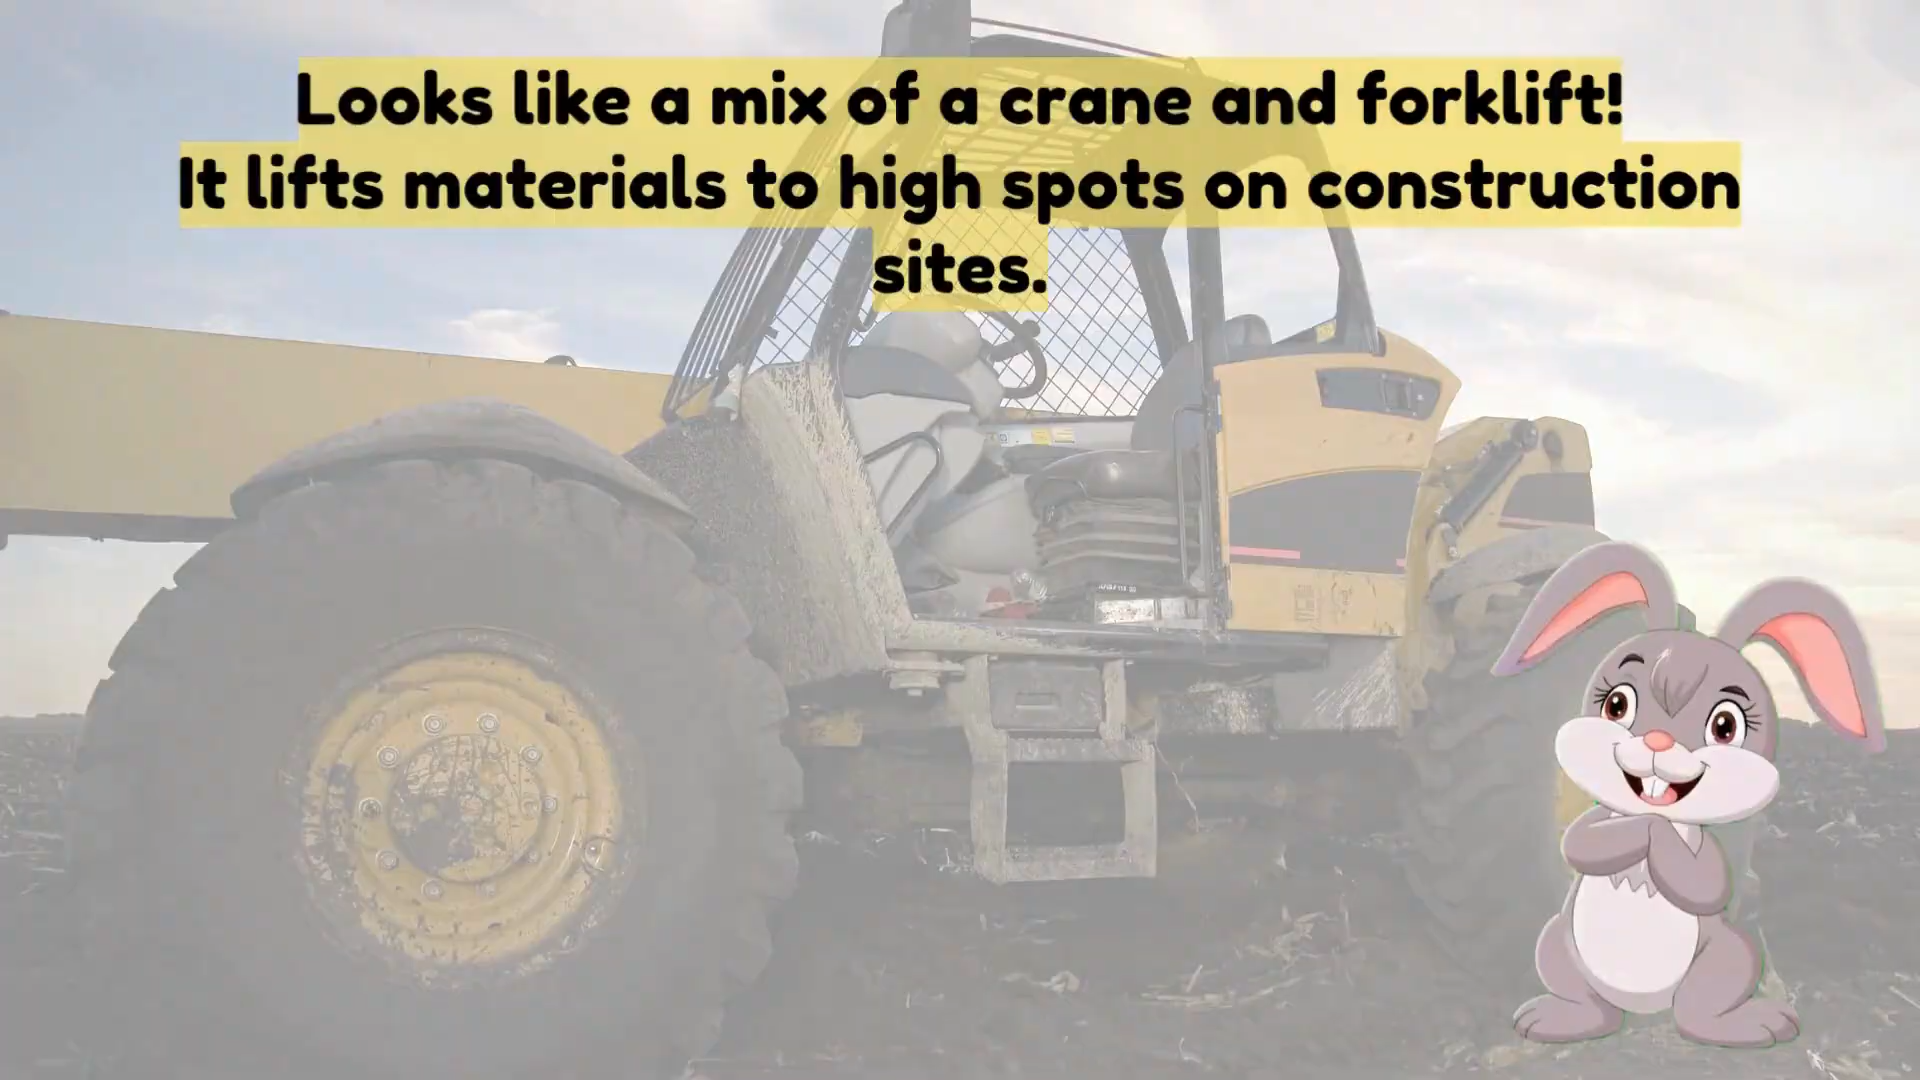 Looks like a mix of a crane and forklift!
It lifts materials to high spots on construction
sites.